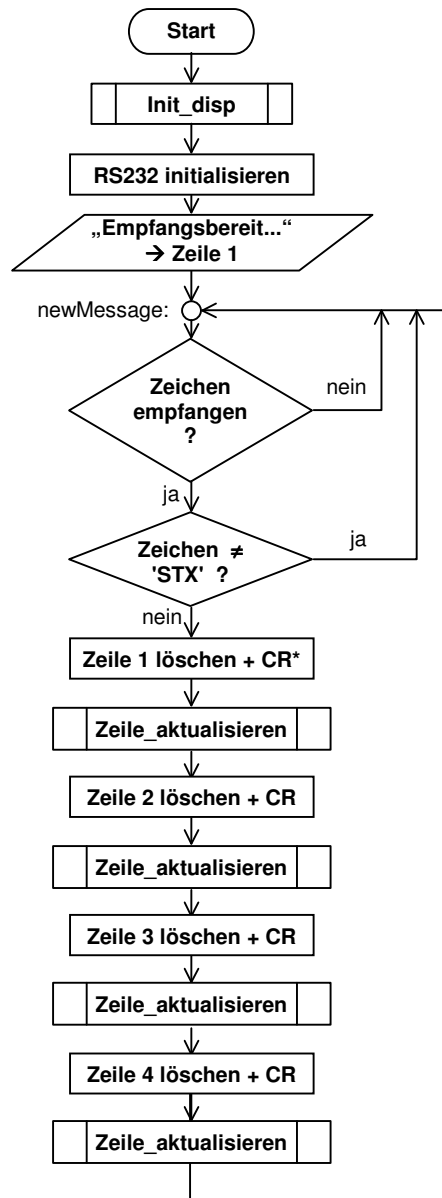 Start
Init_disp
RS232 initialisieren
„Empfangsbereit...“
→ Zeile 1
newMessage:
Zeichen
empfangen
?
nein
ja
Zeichen ≠
'STX' ?
ja
nein
Zeile 1 löschen + CR*
Zeile_aktualisieren
Zeile 2 löschen + CR
Zeile_aktualisieren
Zeile 3 löschen + CR
Zeile_aktualisieren
Zeile 4 löschen + CR
Zeile_aktualisieren